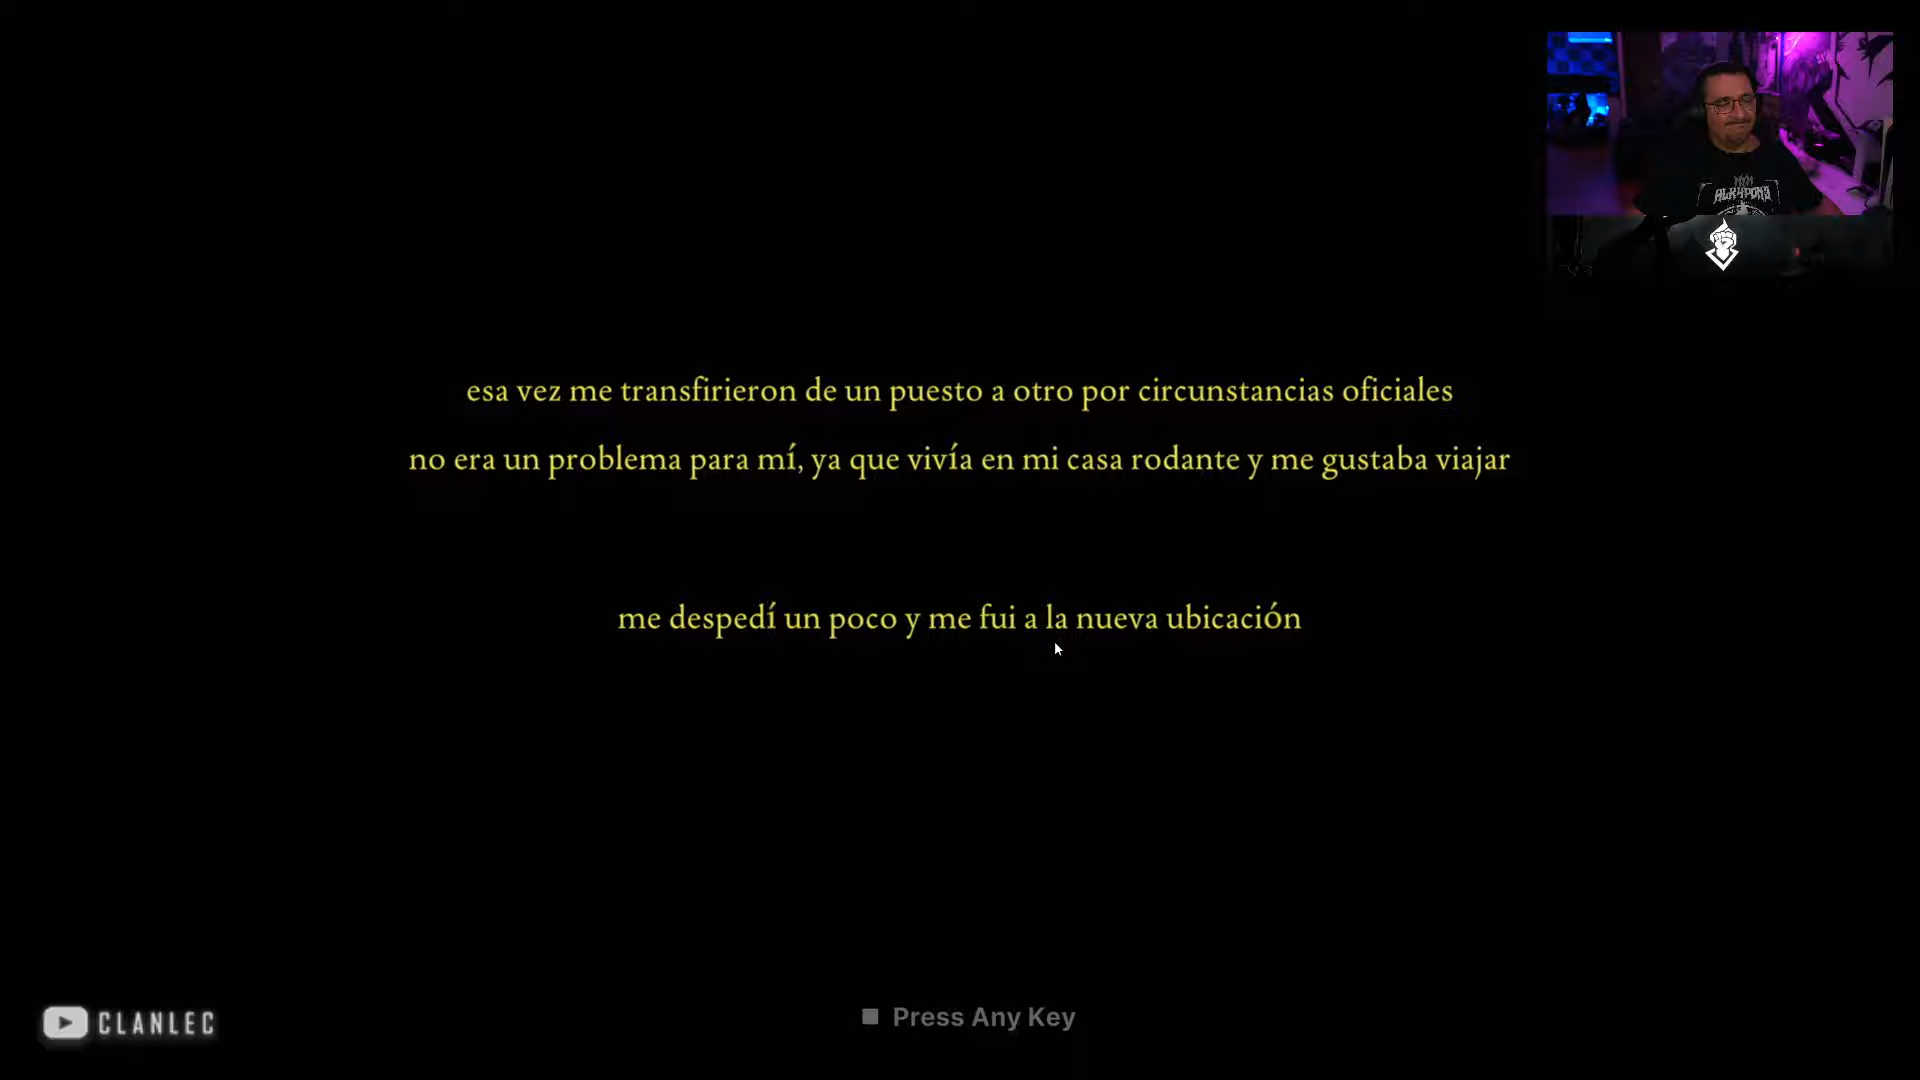 esa vez me transfirieron de un puesto a otro por circunstancias oficiales
no era un problema para mí, ya que vivía en mi casa rodante y me gustaba viajar
me despedí un poco y me fui a la nueva ubicación
Press Any Key
CLANLEC